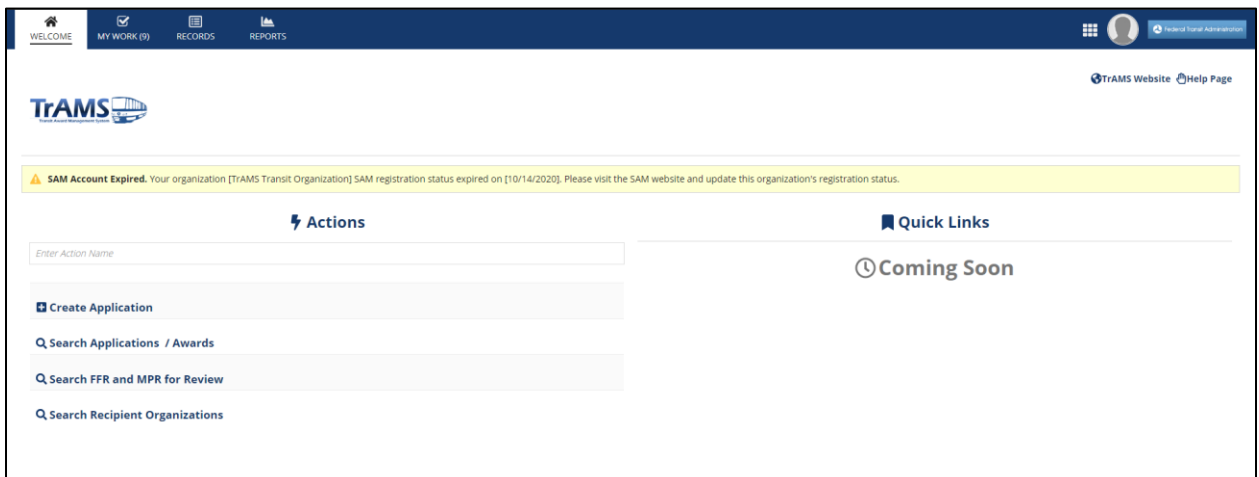 WELCOME
MY WORK (9)
RECORDS
REPORTS
Federal Transit Administration
TrAMS Website
Help Page
TrAMS
Transit Award Management System
SAM Account Expired. Your organization [TrAMS Transit Organization] SAM registration status expired on [10/14/2020]. Please visit the SAM website and update this organization's registration status.
Actions
Quick Links
Enter Action Name
Coming Soon
Create Application
Search Applications / Awards
Search FFR and MPR for Review
Search Recipient Organizations